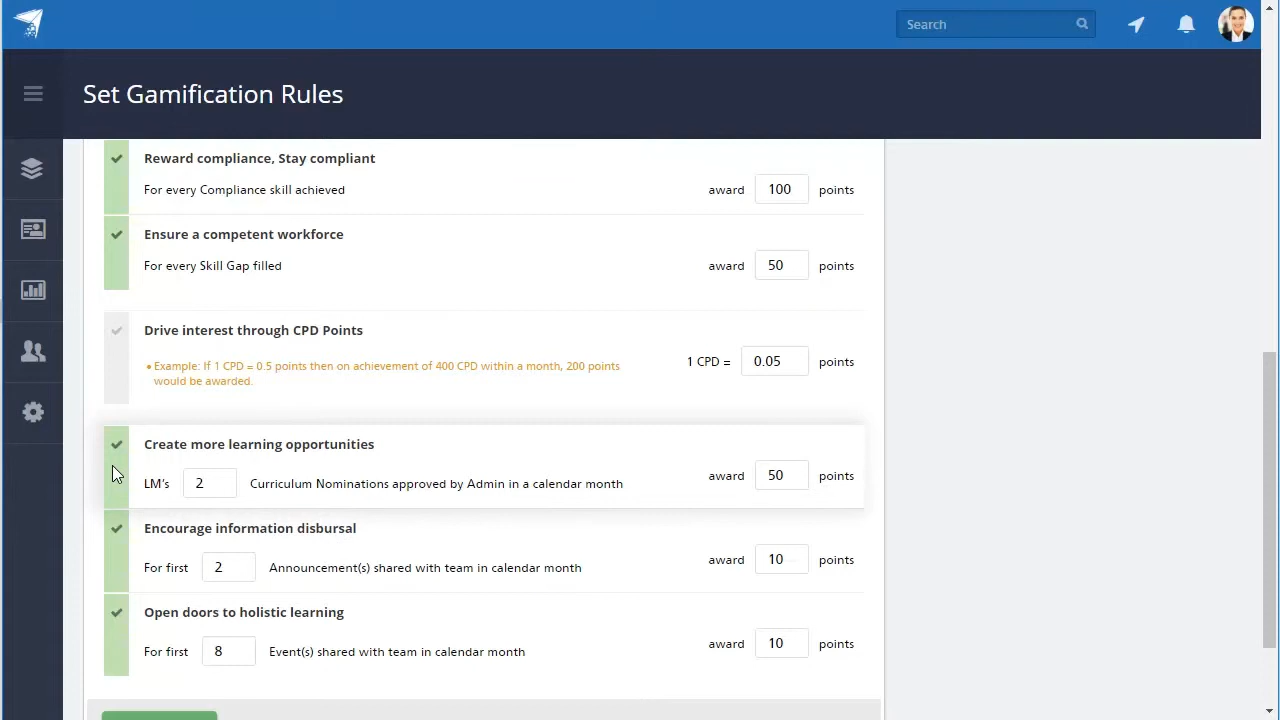 Search
Set Gamification Rules
Reward compliance, Stay compliant
For every Compliance skill achieved award 100 points
Ensure a competent workforce
For every Skill Gap filled award 50 points
Drive interest through CPD Points
• Example: If 1 CPD = 0.5 points then on achievement of 400 CPD within a month, 200 points
would be awarded.
1 CPD = 0.05 points
Create more learning opportunities
LM's 2 Curriculum Nominations approved by Admin in a calendar month award 50 points
Encourage information disbursal
For first 2 Announcement(s) shared with team in calendar month award 10 points
Open doors to holistic learning
For first 8 Event(s) shared with team in calendar month award 10 points